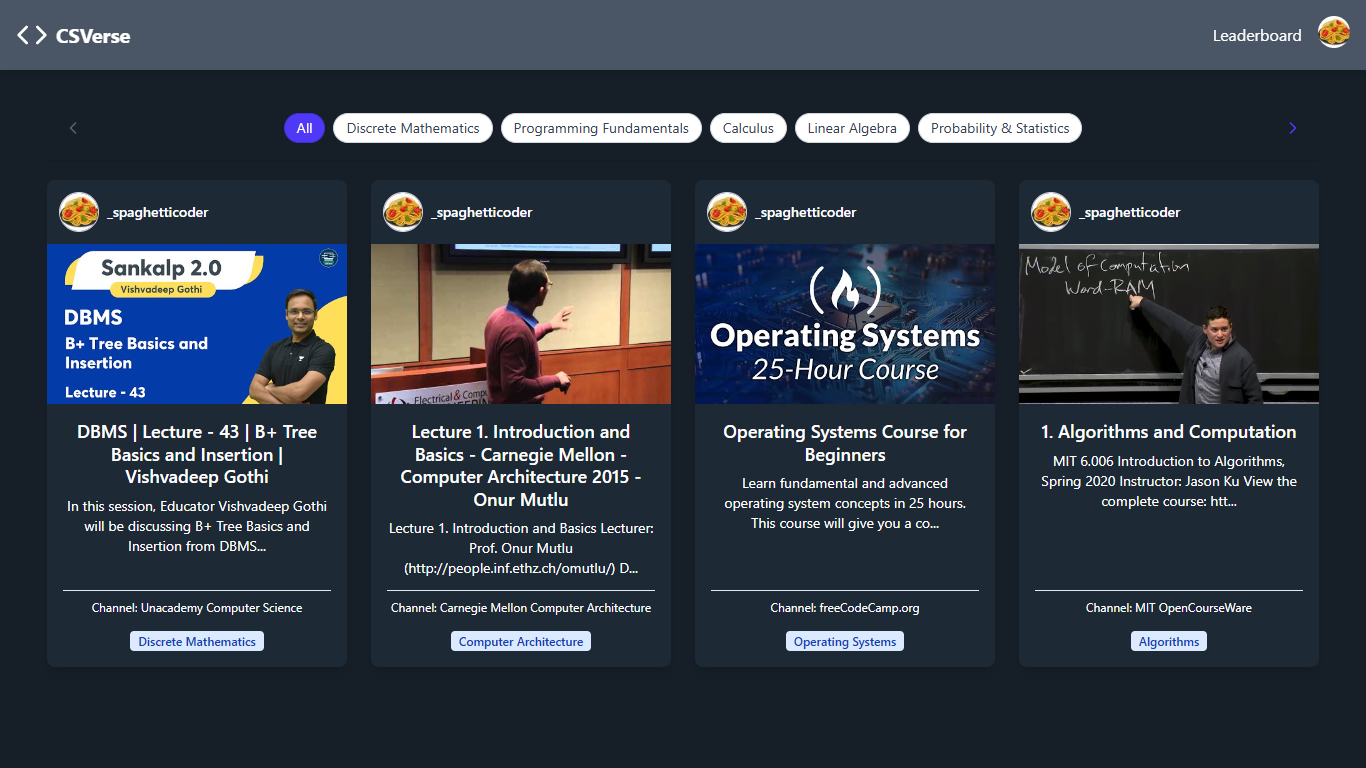 CSVerse
Leaderboard
All
Discrete Mathematics
Programming Fundamentals
Calculus
Linear Algebra
Probability & Statistics
_spaghetticoder
Sankalp 2.0
Vishvadeep Gothi
DBMS
B+ Tree Basics and
Insertion
Lecture - 43
DBMS | Lecture - 43 | B+ Tree
Basics and Insertion |
Vishvadeep Gothi
In this session, Educator Vishvadeep Gothi
will be discussing B+ Tree Basics and
Insertion from DBMS...
Channel: Unacademy Computer Science
Discrete Mathematics
_spaghetticoder
Electrical & Compu
Lecture 1. Introduction and
Basics - Carnegie Mellon -
Computer Architecture 2015 -
Onur Mutlu
Lecture 1. Introduction and Basics Lecturer:
Prof. Onur Mutlu
(http://people.inf.ethz.ch/omutlu/) D...
Channel: Carnegie Mellon Computer Architecture
Computer Architecture
_spaghetticoder
Operating Systems
25-Hour Course
Operating Systems Course for
Beginners
Learn fundamental and advanced
operating system concepts in 25 hours.
This course will give you a co...
Channel: freeCodeCamp.org
Operating Systems
_spaghetticoder
Model of Computation
Word-RAM
1. Algorithms and Computation
MIT 6.006 Introduction to Algorithms,
Spring 2020 Instructor: Jason Ku View the
complete course: htt...
Channel: MIT OpenCourseWare
Algorithms